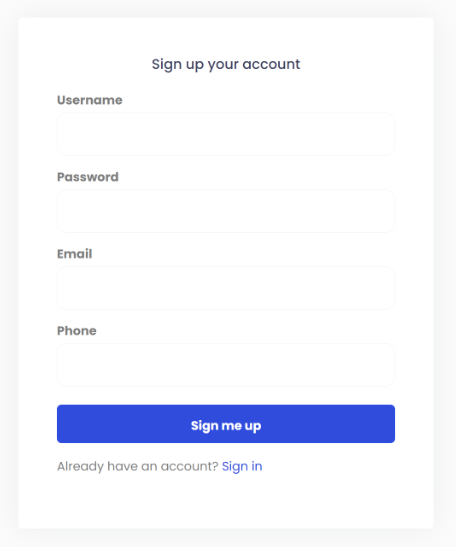 Sign up your account
Username
Password
Email
Phone
Sign me up
Already have an account? Sign in